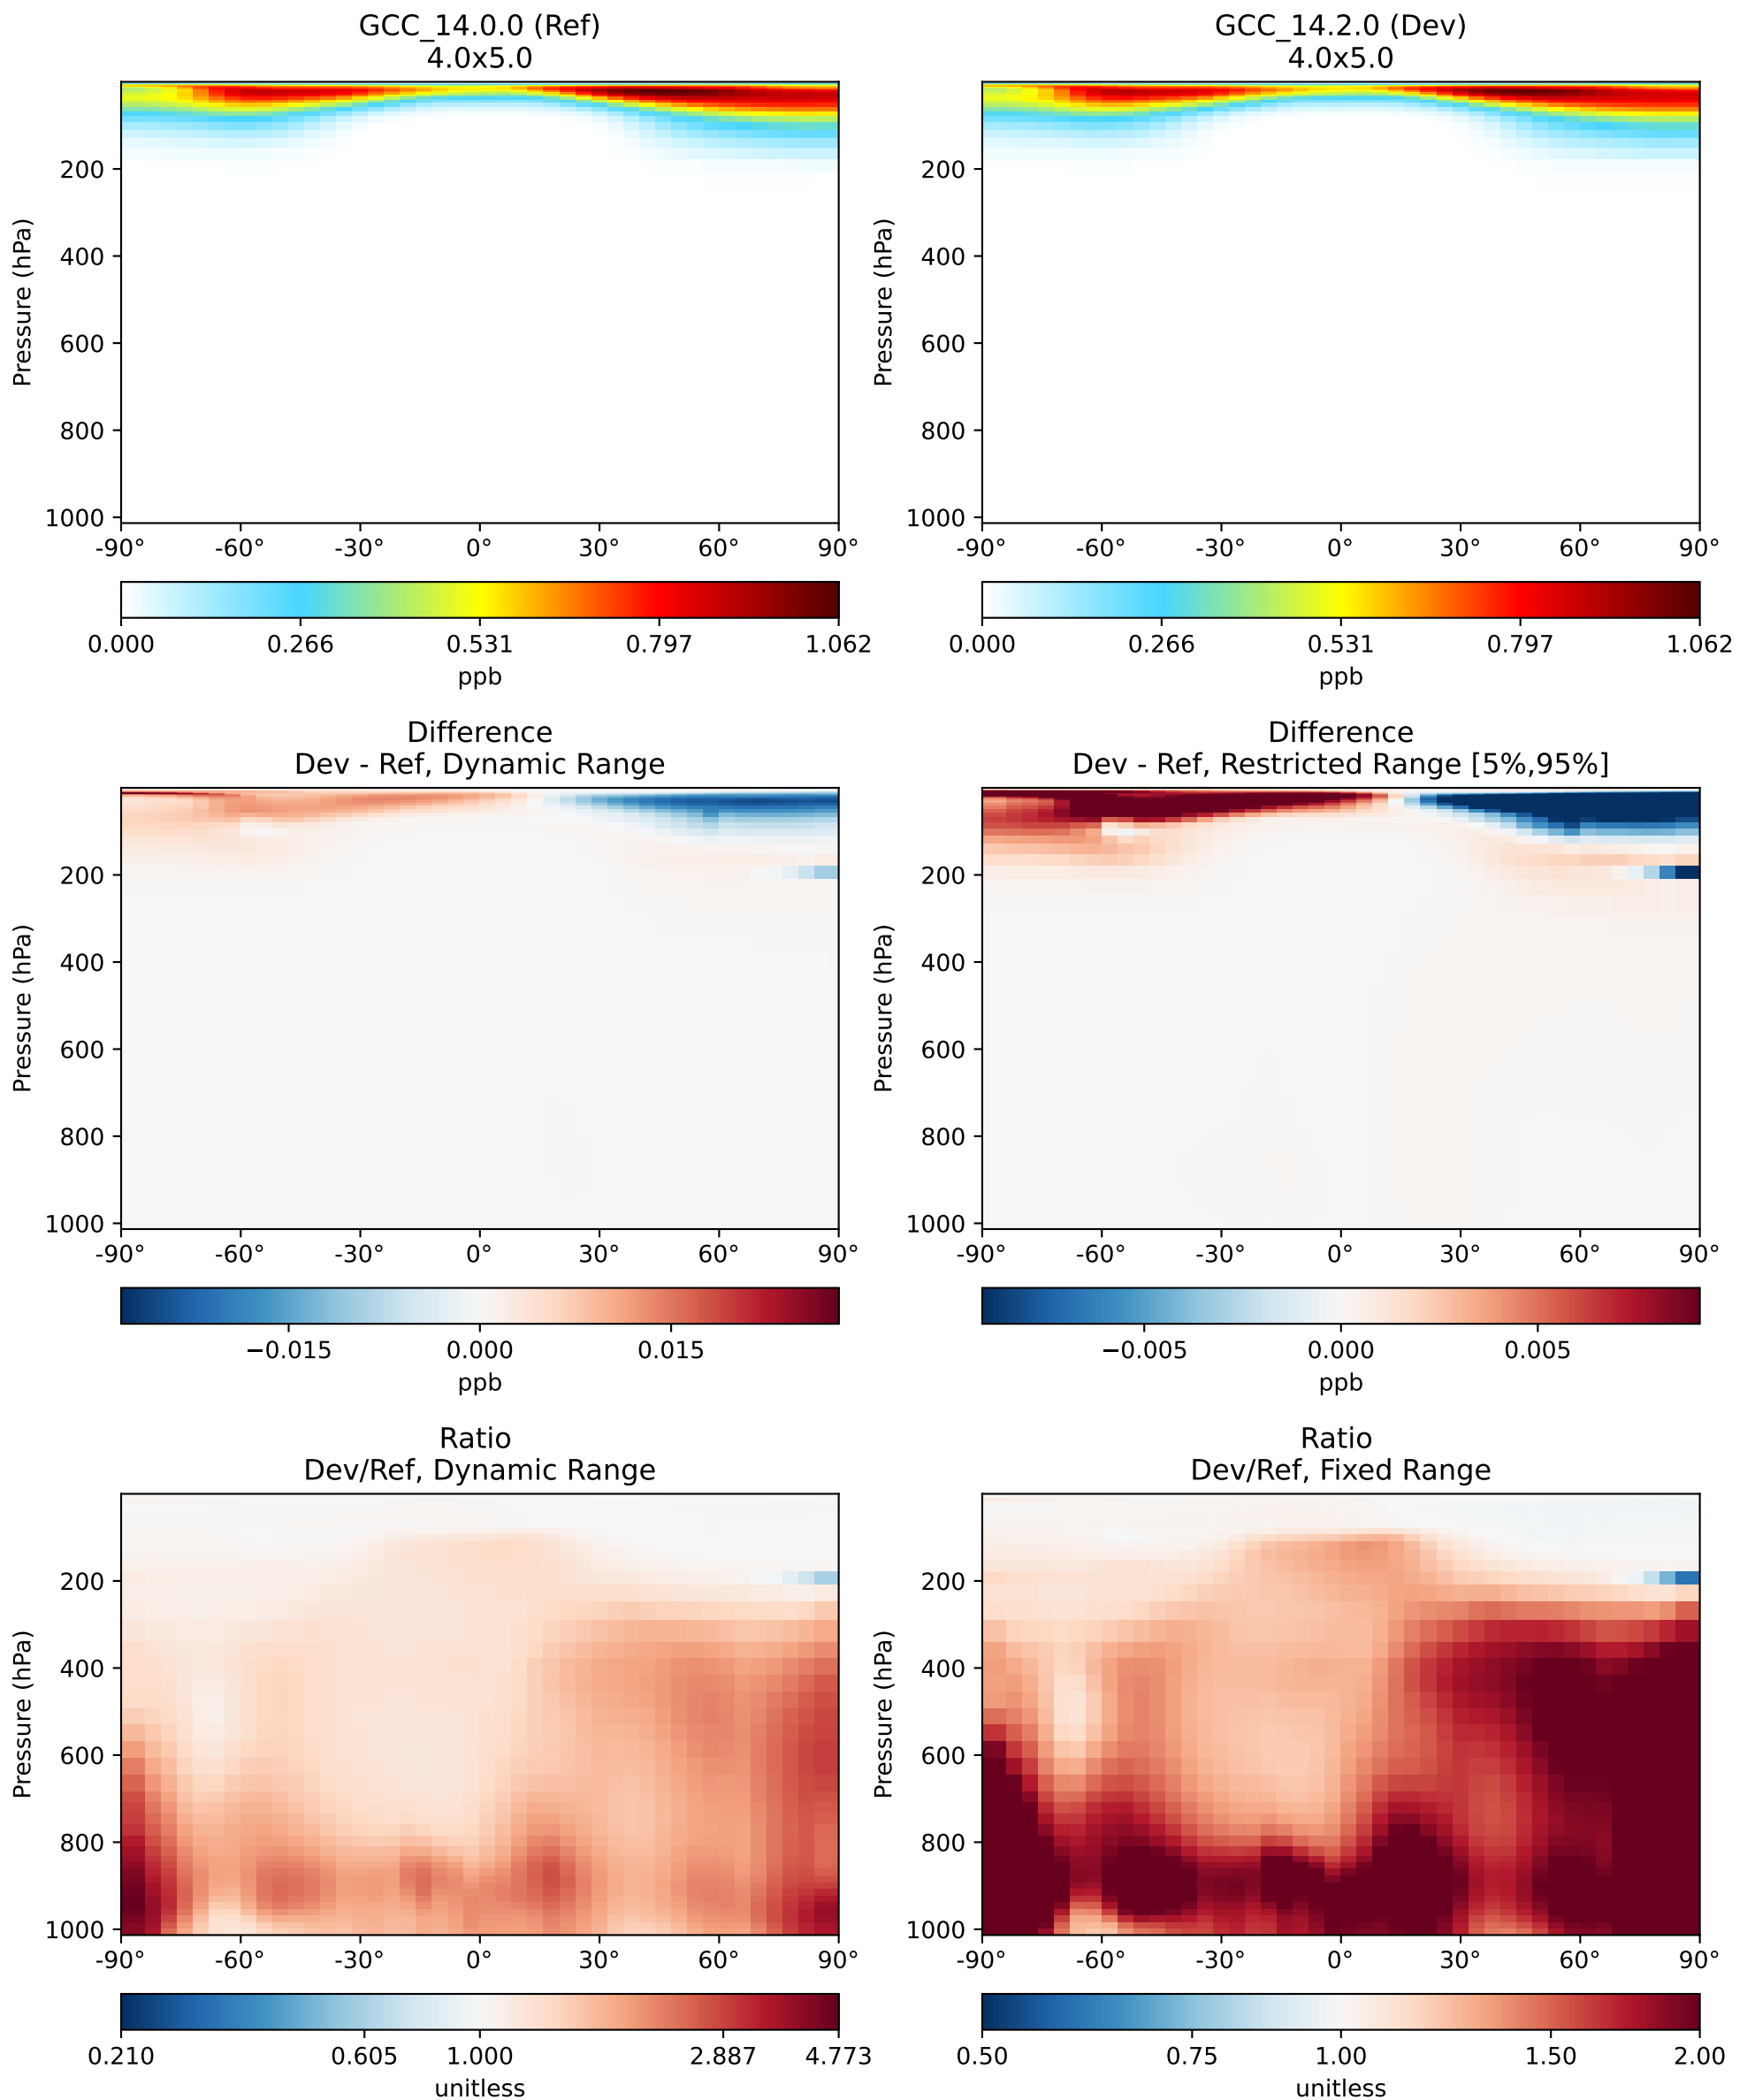 GCC_14.0.0 (Ref)
4.0x5.0
Pressure (hPa)
200
400
600
800
1000
-90° -60° -30° 0° 30° 60° 90°
0.000 0.266 0.531 0.797 1.062
ppb
GCC_14.2.0 (Dev)
4.0x5.0
Pressure (hPa)
200
400
600
800
1000
-90° -60° -30° 0° 30° 60° 90°
0.000 0.266 0.531 0.797 1.062
ppb
Difference
Dev - Ref, Dynamic Range
Pressure (hPa)
200
400
600
800
1000
-90° -60° -30° 0° 30° 60° 90°
−0.015 0.000 0.015
ppb
Difference
Dev - Ref, Restricted Range [5%,95%]
Pressure (hPa)
200
400
600
800
1000
-90° -60° -30° 0° 30° 60° 90°
−0.005 0.000 0.005
ppb
Ratio
Dev/Ref, Dynamic Range
Pressure (hPa)
200
400
600
800
1000
-90° -60° -30° 0° 30° 60° 90°
0.210 0.605 1.000 2.887 4.773
unitless
Ratio
Dev/Ref, Fixed Range
Pressure (hPa)
200
400
600
800
1000
-90° -60° -30° 0° 30° 60° 90°
0.50 0.75 1.00 1.50 2.00
unitless